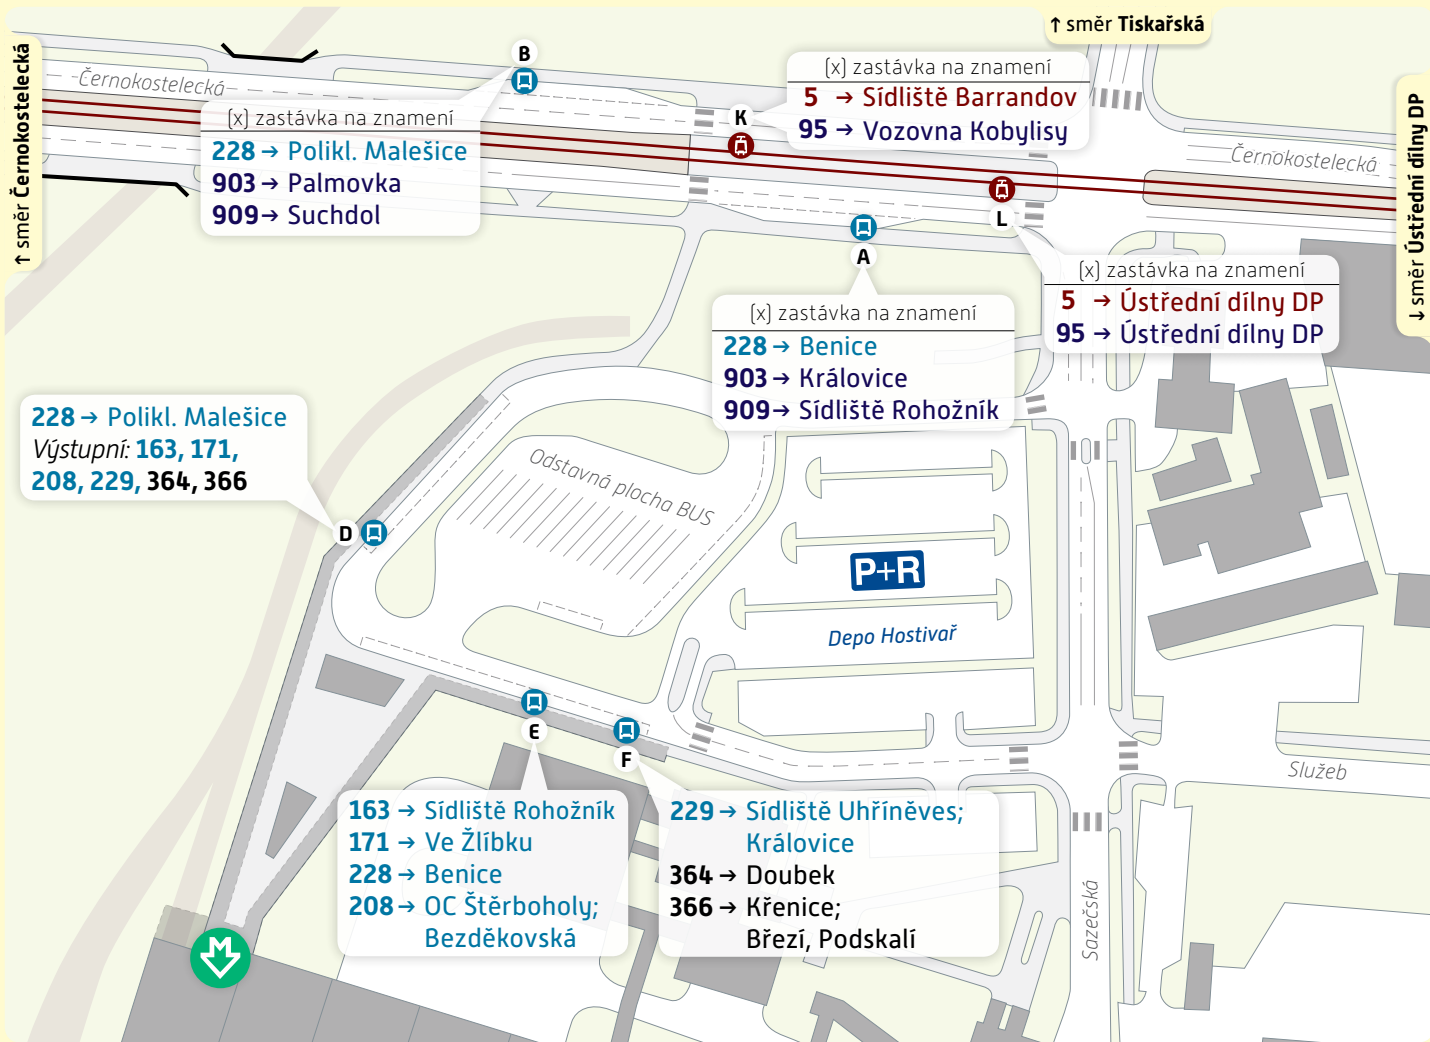 ↑ směr Tiskařská
↑ směr Černokostelecká
↓ směr Ústřední dílny DP
Černokostelecká
B
(x) zastávka na znamení
228 → Polikl. Malešice
903 → Palmovka
909 → Suchdol
K
(x) zastávka na znamení
5 → Sídliště Barrandov
95 → Vozovna Kobylisy
Černokostelecká
L
(x) zastávka na znamení
5 → Ústřední dílny DP
95 → Ústřední dílny DP
A
(x) zastávka na znamení
228 → Benice
903 → Královice
909 → Sídliště Rohožník
228 → Polikl. Malešice
Výstupní: 163, 171,
208, 229, 364, 366
D
Odstavná plocha BUS
P+R
Depo Hostivař
E
163 → Sídliště Rohožník
171 → Ve Žlíbku
228 → Benice
208 → OC Štěrboholy;
Bezděkovská
F
229 → Sídliště Uhříněves;
Královice
364 → Doubek
366 → Křenice;
Březí, Podskalí
Služeb
Sazečská
M